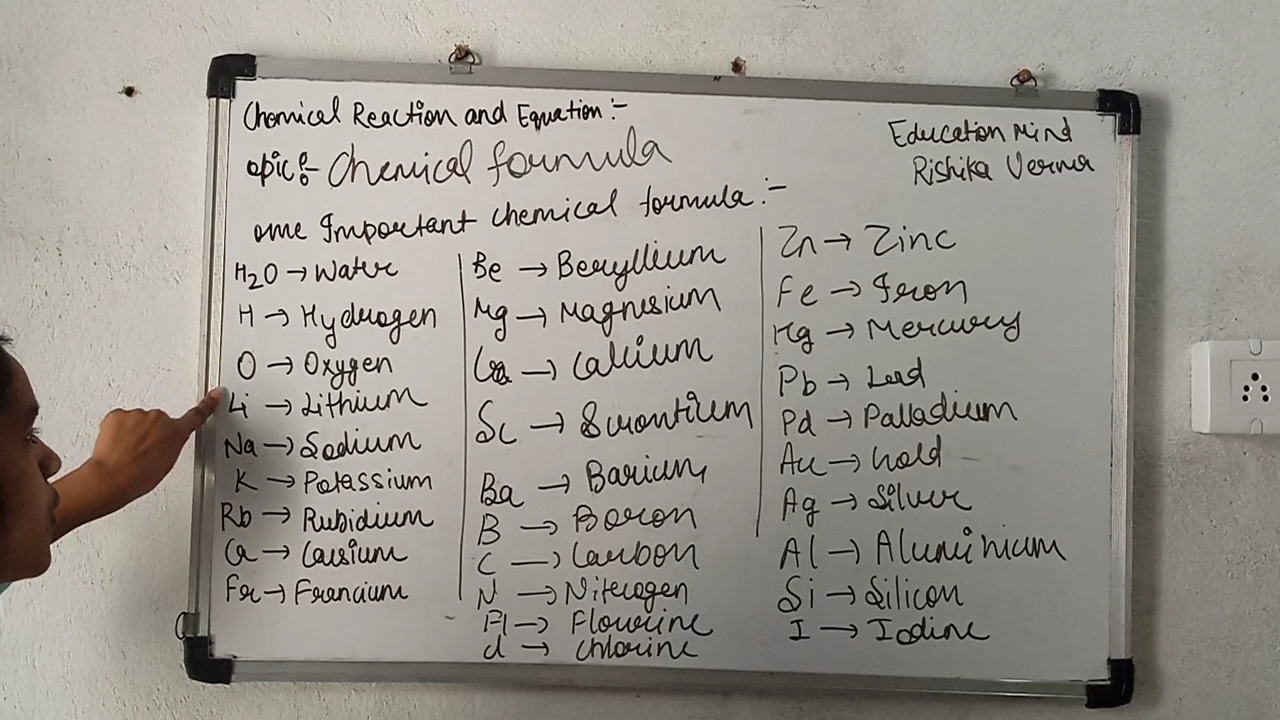 Chemical Reaction and Equation :-
Education Mind
Rishika Verma
opic :- Chemical formula
ome Important chemical formula :-
H2O → Water
H → Hydrogen
O → Oxygen
Li → Lithium
Na → Sodium
K → Potassium
Rb → Rubidium
Ca → Caesium
Fr → Francium
Be → Beryllium
Mg → Magnesium
Ca → Calcium
Sc → Srontium
Ba → Barium
B → Boron
C → Carbon
N → Nitrogen
Fl → Flourine
Cl → Chlorine
Zn → Zinc
Fe → Iron
Hg → Mercury
Pb → Lead
Pd → Palladium
Au → Gold
Ag → Silver
Al → Aluminium
Si → Silicon
I → Iodine